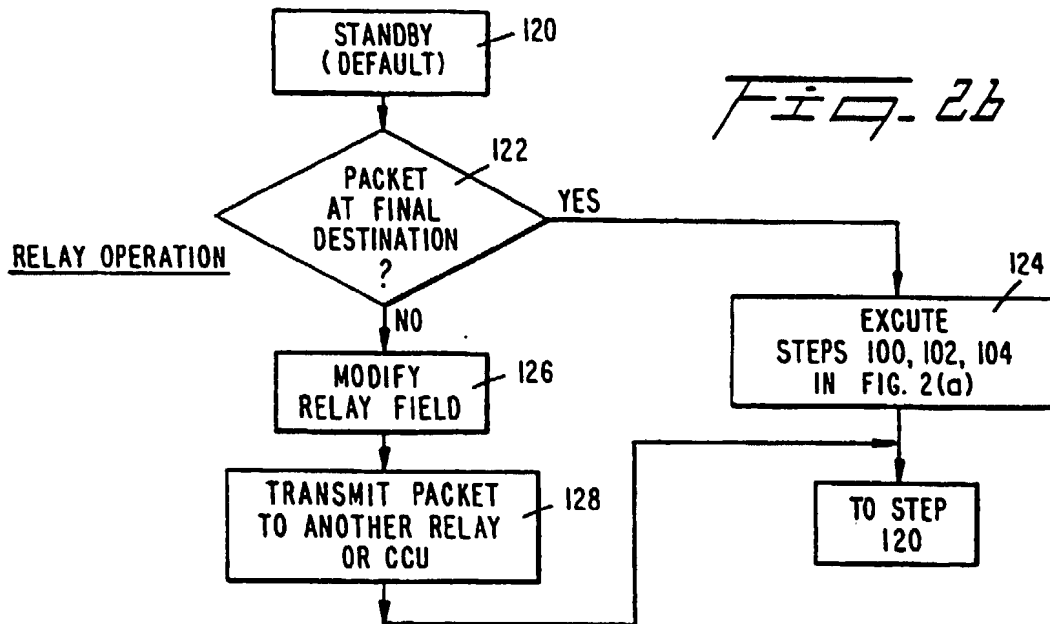 STANDBY
(DEFAULT)
120
Fig. 2b
122
PACKET
AT FINAL
DESTINATION
?
YES
RELAY OPERATION
NO
124
EXCUTE
STEPS 100, 102, 104
IN FIG. 2(a)
MODIFY
RELAY FIELD
126
TRANSMIT PACKET
TO ANOTHER RELAY
OR CCU
128
TO STEP
120